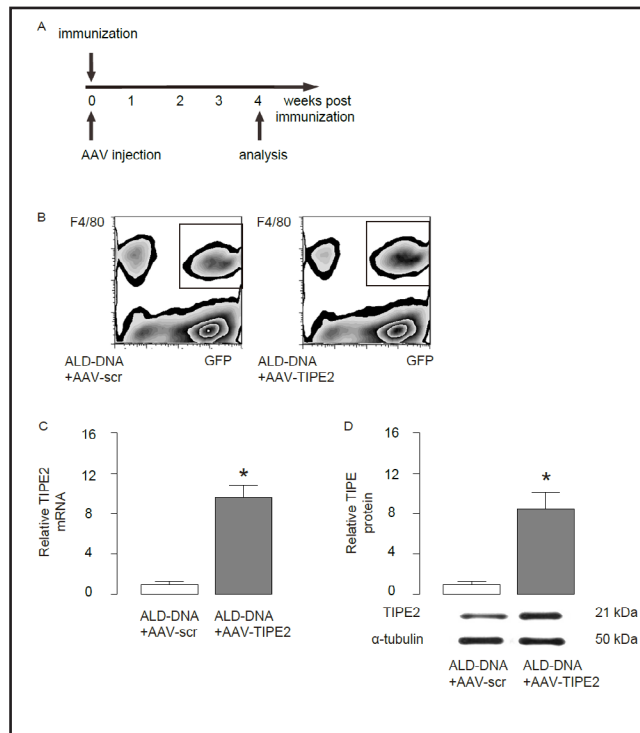 A
immunization
0 1 2 3 4 weeks post
immunization
AAV injection analysis
B
F4/80 F4/80
ALD-DNA GFP ALD-DNA GFP
+AAV-scr +AAV-TIPE2
C
Relative TIPE2
mRNA
16
12
8
4
0
*
ALD-DNA ALD-DNA
+AAV-scr +AAV-TIPE2
D
Relative TIPE
protein
16
12
8
4
0
*
TIPE2 21 kDa
α-tubulin 50 kDa
ALD-DNA ALD-DNA
+AAV-scr +AAV-TIPE2